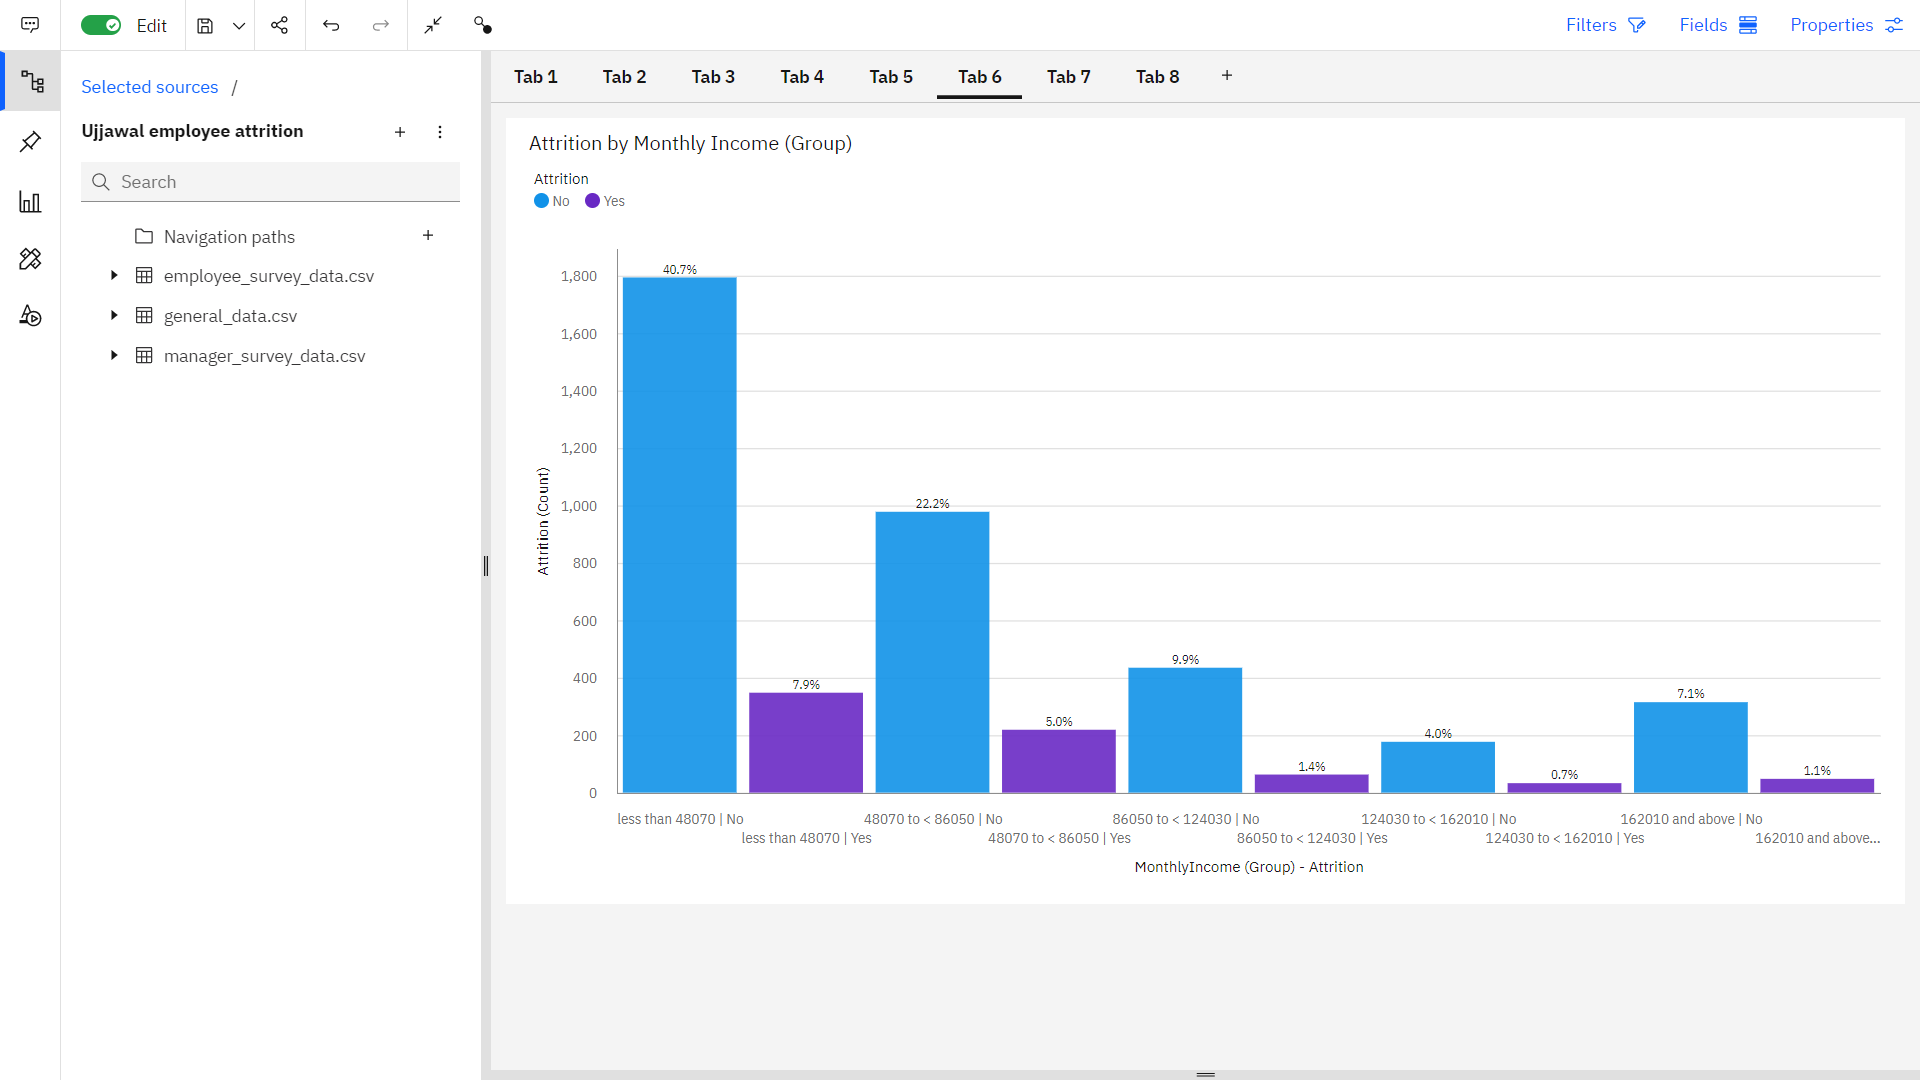 Edit
Filters
Fields
Properties
Selected sources /
Ujjawal employee attrition
Search
Navigation paths
employee_survey_data.csv
general_data.csv
manager_survey_data.csv
Tab 1 Tab 2 Tab 3 Tab 4 Tab 5 Tab 6 Tab 7 Tab 8 +
Attrition by Monthly Income (Group)
Attrition
No Yes
Attrition (Count)
1,800
1,600
1,400
1,200
1,000
800
600
400
200
0
40.7%
7.9%
22.2%
5.0%
9.9%
1.4%
4.0%
0.7%
7.1%
1.1%
less than 48070 | No
less than 48070 | Yes
48070 to < 86050 | No
48070 to < 86050 | Yes
86050 to < 124030 | No
86050 to < 124030 | Yes
124030 to < 162010 | No
124030 to < 162010 | Yes
162010 and above | No
162010 and above...
MonthlyIncome (Group) - Attrition